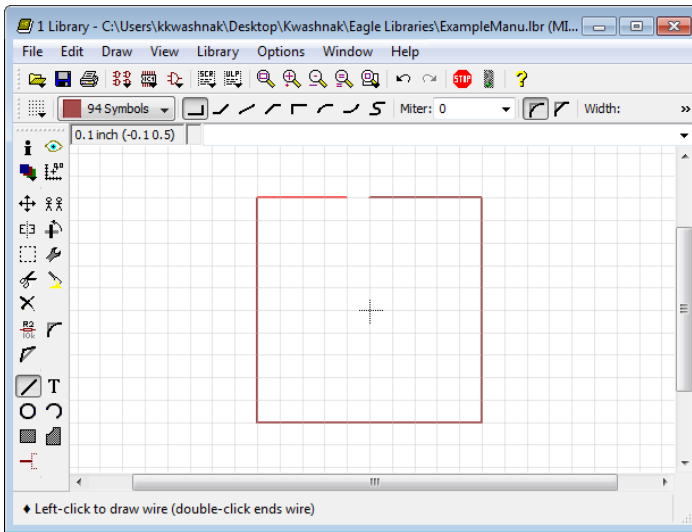 1 Library - C:\Users\kkwashnak\Desktop\Kwashnak\Eagle Libraries\ExampleManu.lbr (MI...
File Edit Draw View Library Options Window Help
SCR ULP STOP ?
94 Symbols Miter: 0 Width: »
0.1 inch (-0.1 0.5)
i
R2
10k
T
Left-click to draw wire (double-click ends wire)